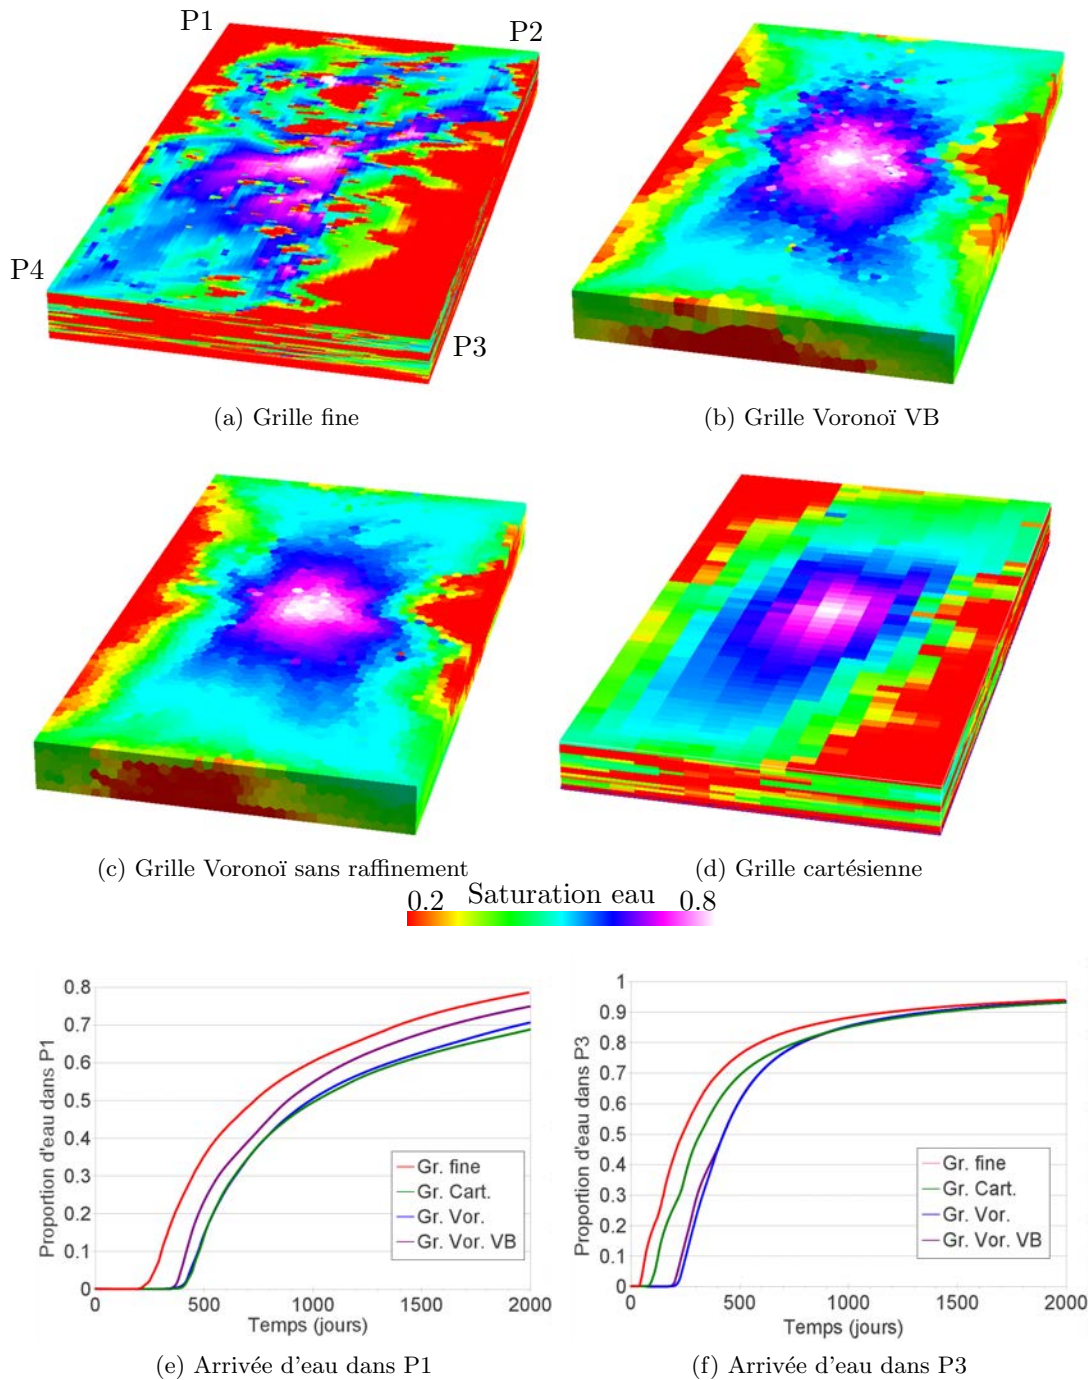 P1
P2
P4
P3
(a) Grille fine
(b) Grille Voronoï VB
(c) Grille Voronoï sans raffinement
(d) Grille cartésienne
0.2 Saturation eau 0.8
Proportion d'eau dans P1
0.8
0.7
0.6
0.5
0.4
0.3
0.2
0.1
0
0 500 1000 1500 2000
Temps (jours)
Gr. fine
Gr. Cart.
Gr. Vor.
Gr. Vor. VB
(e) Arrivée d'eau dans P1
Proportion d'eau dans P3
1
0.9
0.8
0.7
0.6
0.5
0.4
0.3
0.2
0.1
0
0 500 1000 1500 2000
Temps (jours)
Gr. fine
Gr. Cart.
Gr. Vor.
Gr. Vor. VB
(f) Arrivée d'eau dans P3